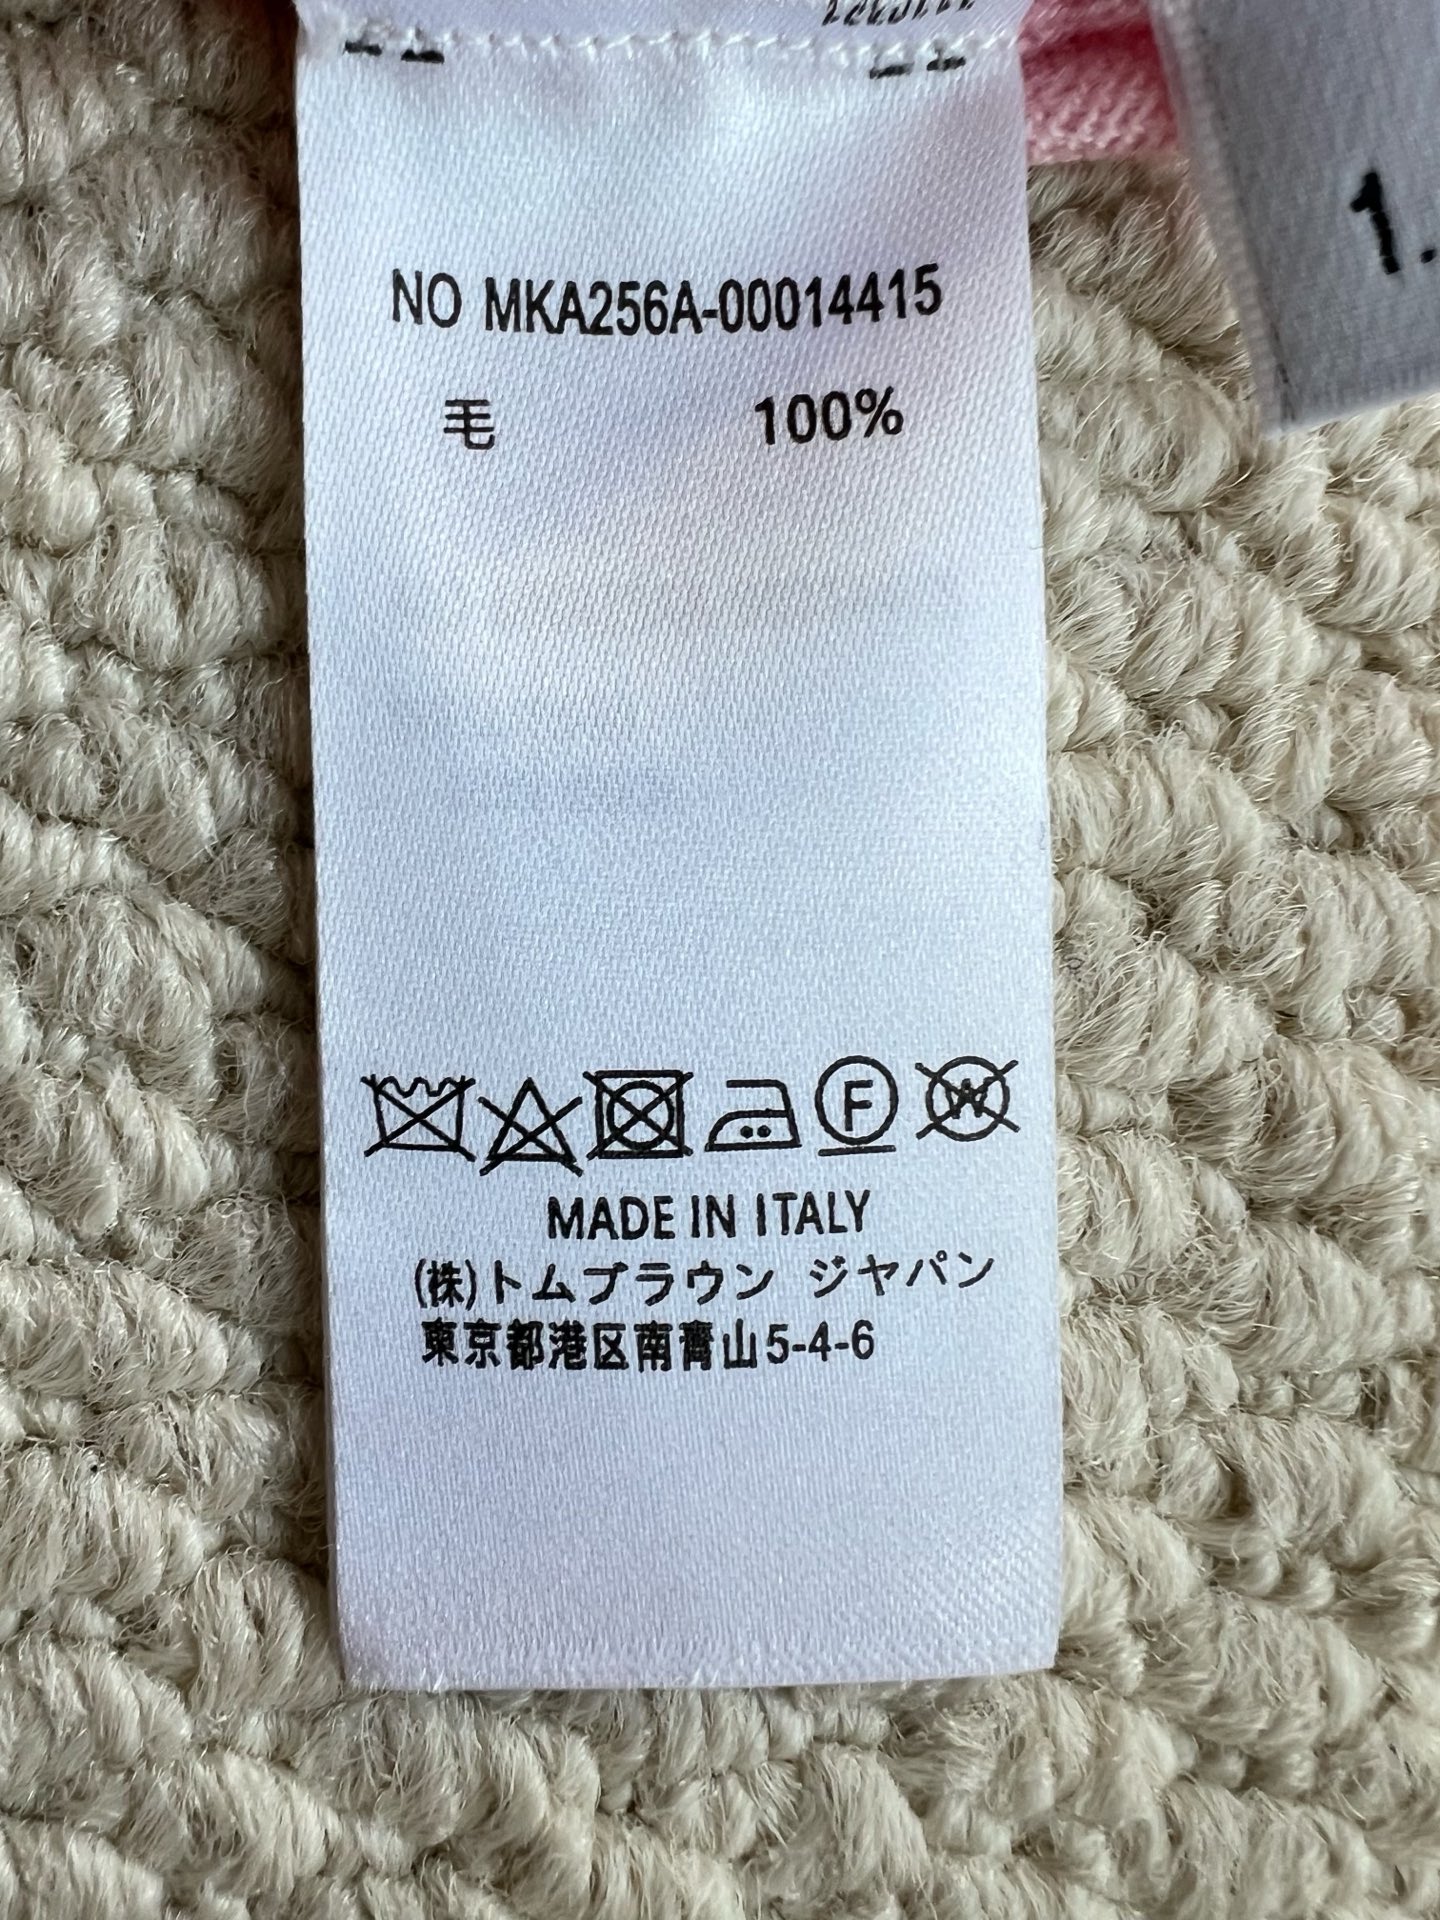 NO MKA256A-00014415
毛 100%
1.
F W
MADE IN ITALY
(株)トムブラウン ジヤパン
東京都港区南青山5-4-6